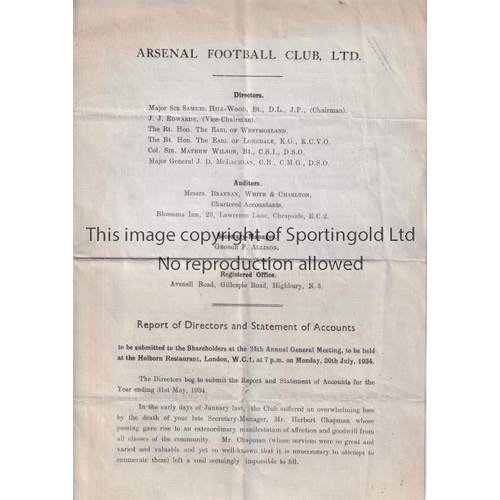 ARSENAL FOOTBALL CLUB, LTD.
Directors.
Major SIR SAMUEL HILL-WOOD, Bt., D.L., J.P., (Chairman).
J. J. EDWARDS, (Vice-Chairman).
The Rt. Hon. The EARL OF WESTMORLAND.
The Rt. Hon. The EARL OF LONSDALE, K.G., K.C.V.O.
Col. SIR. MATHEW WILSON, Bt., C.S.I., D.S.O.
Major General J. D. McLACHLAN, C.B., C.M.G., D.S.O.
Auditors.
Messrs. BRANNAN, WHITE & CHARLTON,
Chartered Accountants,
Blossoms Inn, 23, Lawrence Lane, Cheapside, E.C.2.
This image copyright of Sportingold Ltd
Secretary-Manager.
GEORGE F. ALLISON.
No reproduction allowed
Registered Office.
Avenell Road, Gillespie Road, Highbury, N.5.
Report of Directors and Statement of Accounts
to be submitted to the Shareholders at the 24th Annual General Meeting, to be held
at the Holborn Restaurant, London, W.C.1, at 7 p.m. on Monday, 30th July, 1934.
The Directors beg to submit the Report and Statement of Accounts for the
Year ending 31st May, 1934.
In the early days of January last, the Club suffered an overwhelming loss
by the death of your late Secretary-Manager, Mr. Herbert Chapman whose
passing gave rise to an extraordinary manifestation of affection and goodwill from
all classes of the community. Mr. Chapman (whose services were so great and
varied and valuable and yet so well-known that it is unnecessary to attempt to
enumerate them) left a void seemingly impossible to fill.